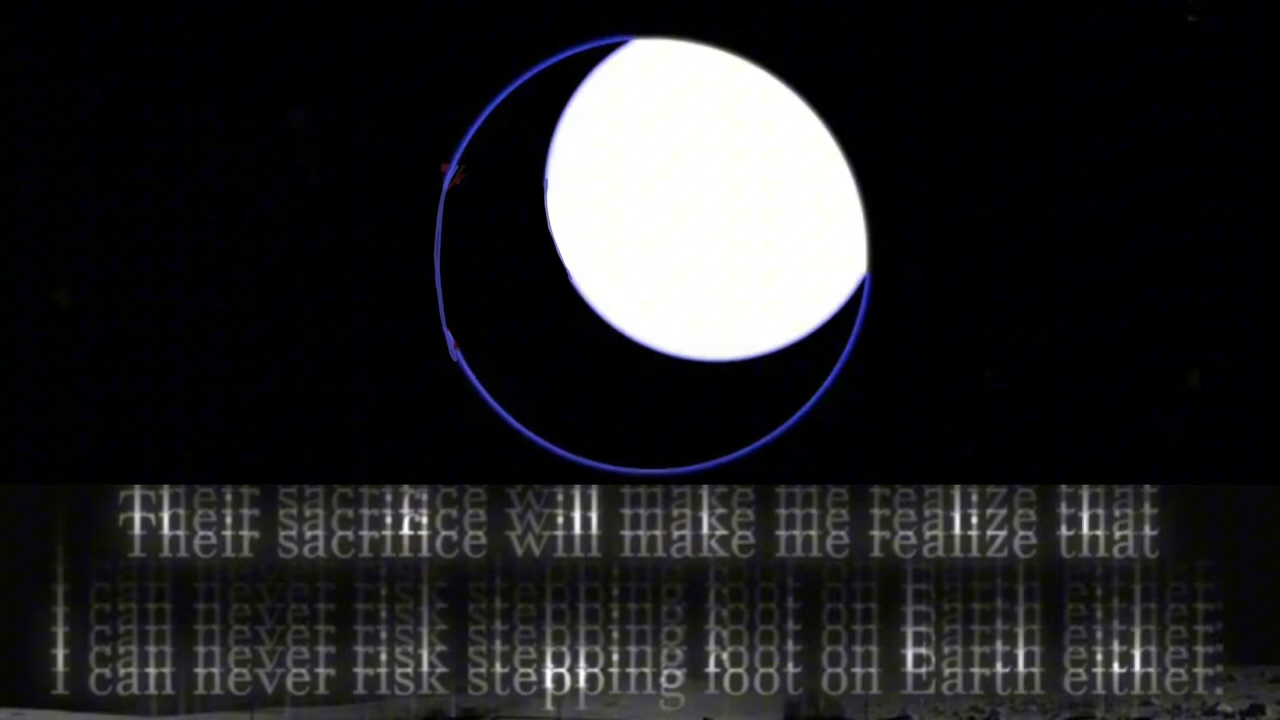 Their sacrifice will make me realize that
I can never risk stepping foot on Earth either.